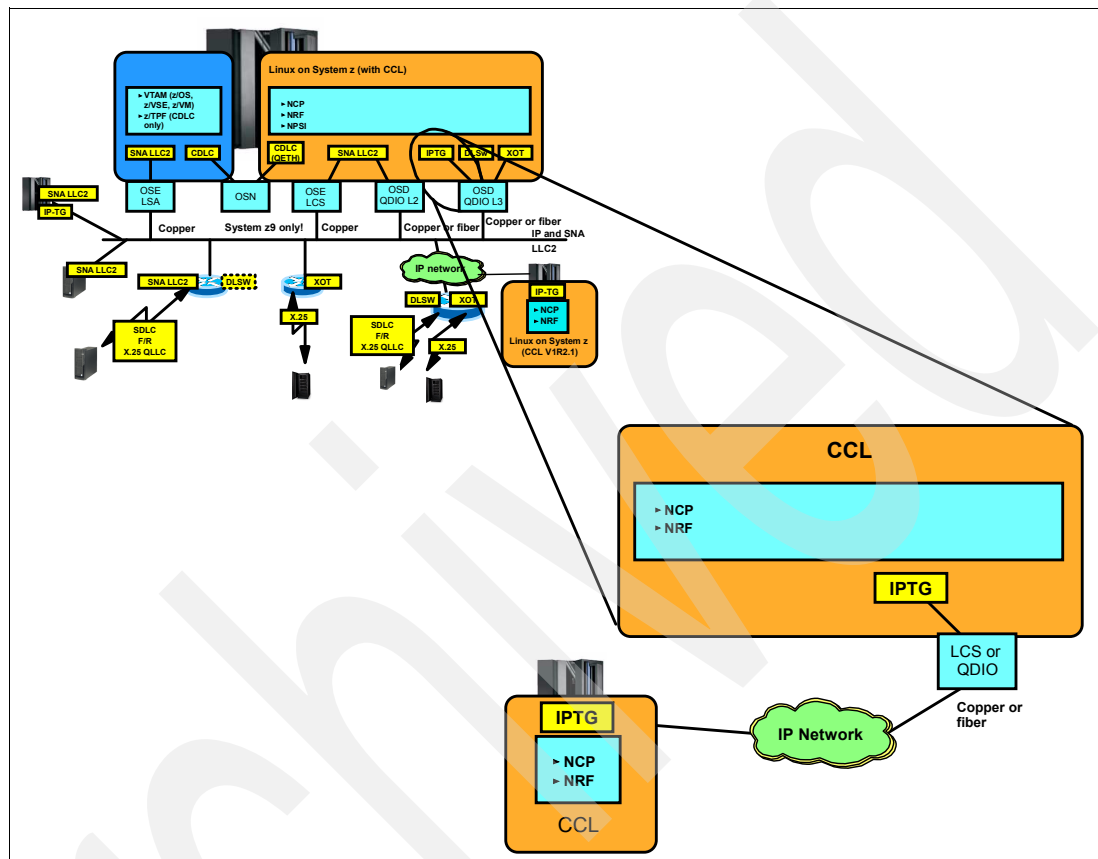 Linux on System z (with CCL)
► VTAM (z/OS,
z/VSE, z/VM)
► z/TPF (CDLC
only)
► NCP
► NRF
► NPSI
SNA LLC2
CDLC
CDLC
(QETH)
SNA LLC2
IPTG
DLSw
XOT
OSE
LSA
OSN
OSE
LCS
OSD
QDIO L2
OSD
QDIO L3
SNA LLC2
IP-TG
Copper
System z9 only!
Copper
Copper or fiber
Copper or fiber
IP and SNA
LLC2
SNA LLC2
SNA LLC2
DLSW
XOT
IP network
DLSW
XOT
IP-TG
► NCP
► NRF
Linux on System z
(CCL V1R2.1)
SDLC
F/R
X.25 QLLC
X.25
SDLC
F/R
X.25 QLLC
X.25
CCL
► NCP
► NRF
IPTG
LCS or
QDIO
Copper or
fiber
IP Network
IPTG
► NCP
► NRF
CCL